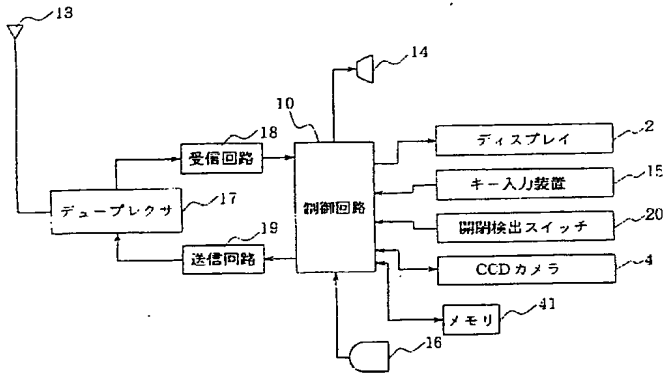 13
14
10
18
受信回路
ディスプレイ
2
キー入力装置
15
デュープレクサ
17
制御回路
開閉検出スイッチ
20
19
送信回路
CCDカメラ
4
メモリ
41
16